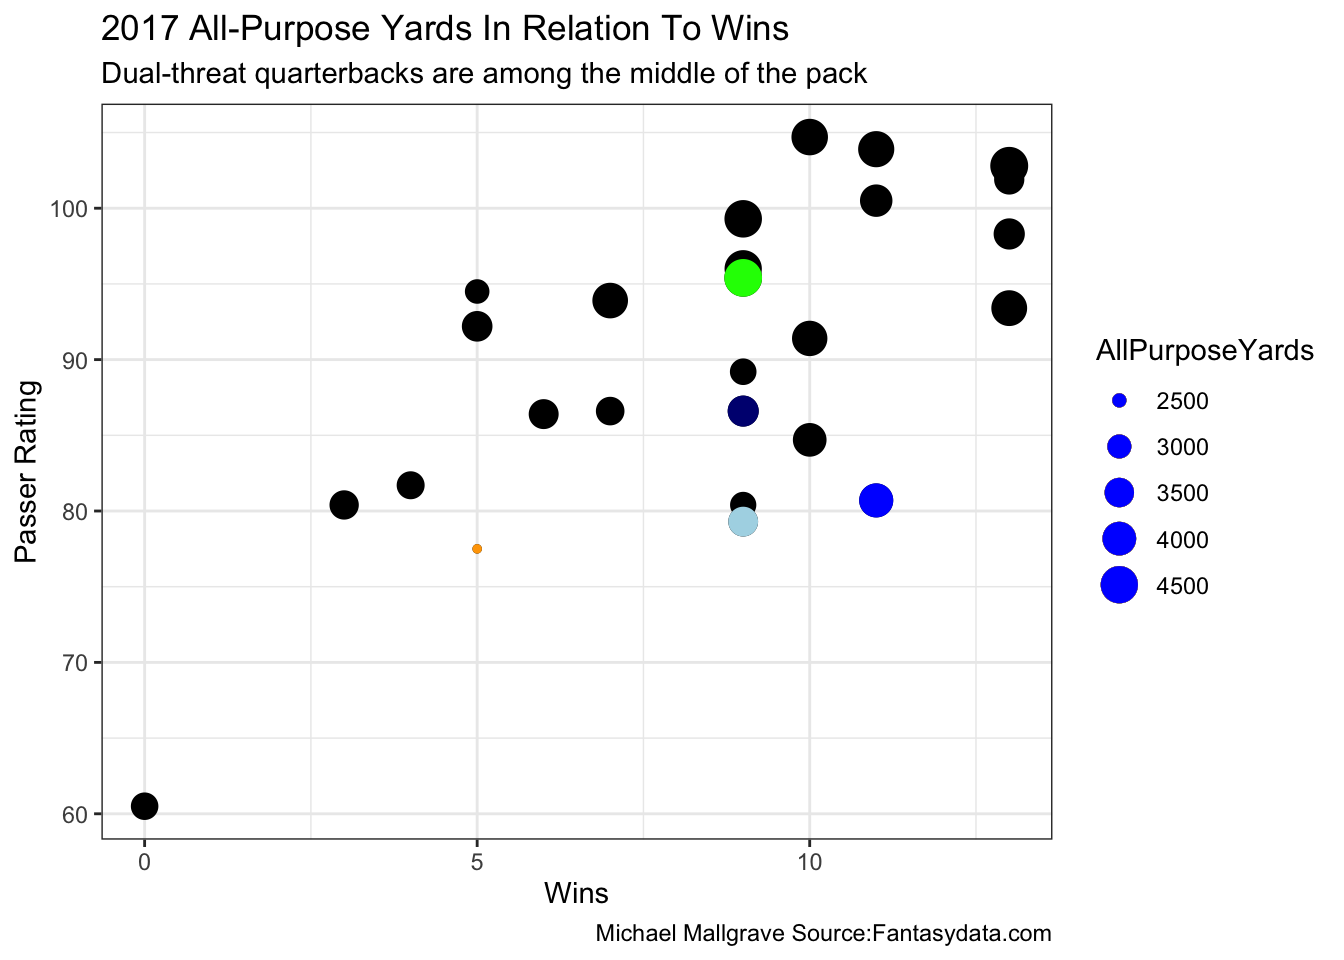 2017 All-Purpose Yards In Relation To Wins
Dual-threat quarterbacks are among the middle of the pack
Passer Rating
100
90
80
70
60
0
5
10
Wins
AllPurposeYards
2500
3000
3500
4000
4500
Michael Mallgrave Source:Fantasydata.com